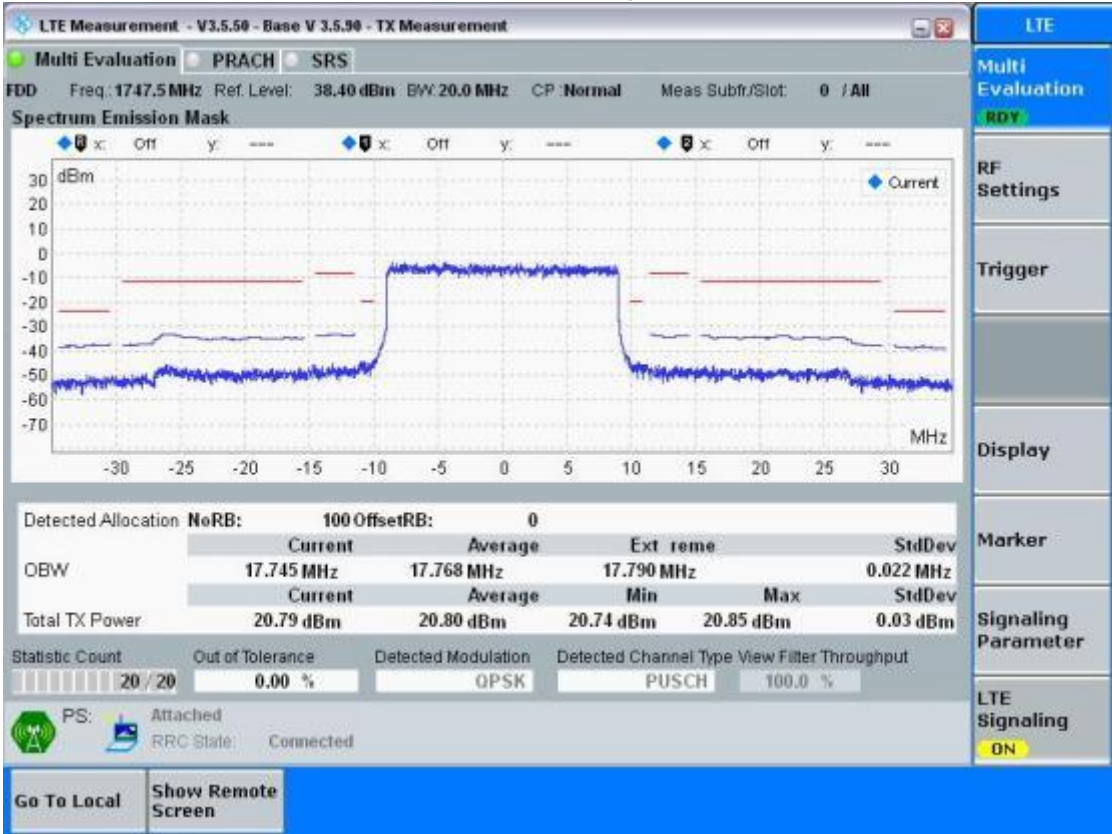 LTE Measurement - V3.5.50 - Base V 3.5.90 - TX Measurement
LTE
Multi Evaluation PRACH SRS
FDD Freq.: 1747.5 MHz Ref. Level: 38.40 dBm BW: 20.0 MHz CP : Normal Meas Subfr./Slot: 0 / All
Spectrum Emission Mask
x: Off y: --- x: Off y: --- x: Off y: ---
dBm
Current
30
20
10
0
-10
-20
-30
-40
-50
-60
-70
MHz
-30 -25 -20 -15 -10 -5 0 5 10 15 20 25 30
Detected Allocation NoRB: 100 OffsetRB: 0
Current Average Ext reme StdDev
OBW 17.745 MHz 17.768 MHz 17.790 MHz 0.022 MHz
Current Average Min Max StdDev
Total TX Power 20.79 dBm 20.80 dBm 20.74 dBm 20.85 dBm 0.03 dBm
Statistic Count Out of Tolerance Detected Modulation Detected Channel Type View Filter Throughput
20 / 20 0.00 % QPSK PUSCH 100.0 %
PS: Attached
RRC State: Connected
Multi
Evaluation
RDY
RF
Settings
Trigger
Display
Marker
Signaling
Parameter
LTE
Signaling
ON
Go To Local
Show Remote
Screen